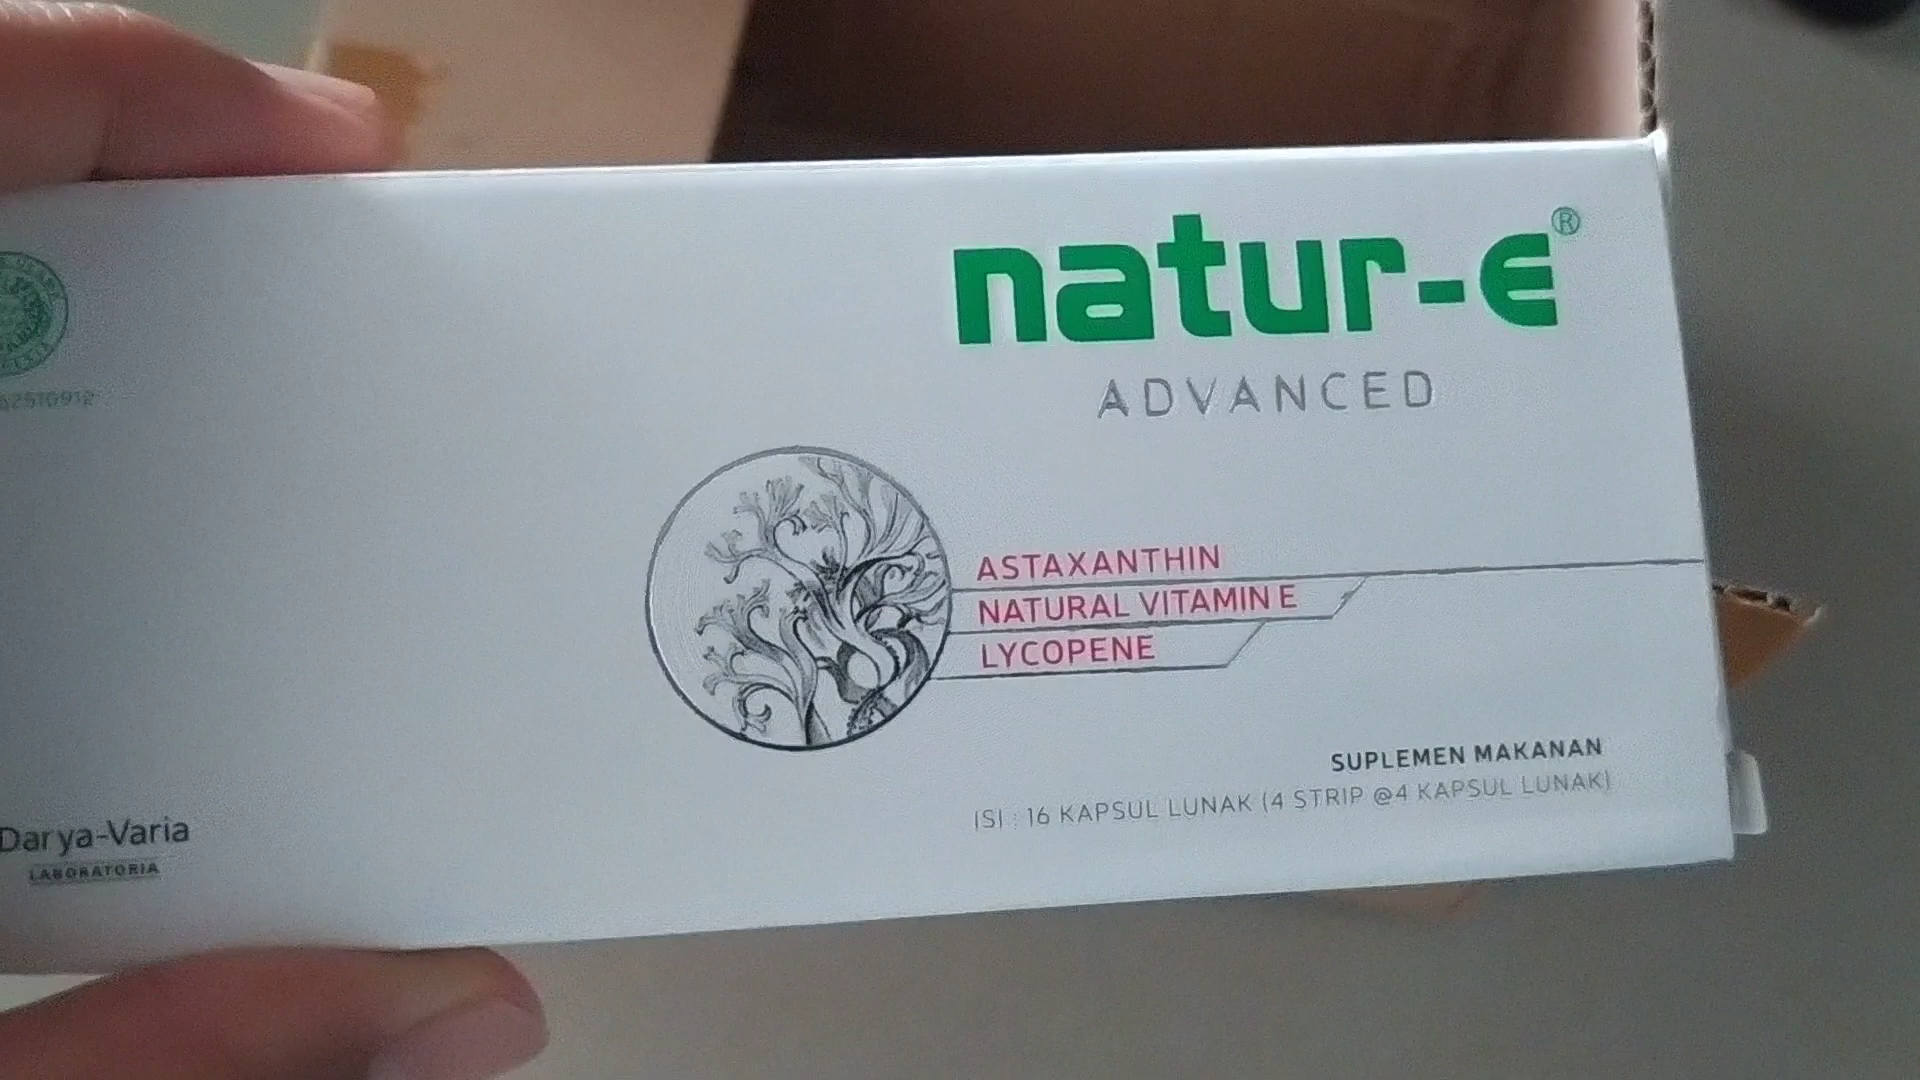 natur-e®
ADVANCED
ASTAXANTHIN
NATURAL VITAMIN E
LYCOPENE
SUPLEMEN MAKANAN
ISI : 16 KAPSUL LUNAK (4 STRIP @4 KAPSUL LUNAK)
Darya-Varia
LABORATORIA